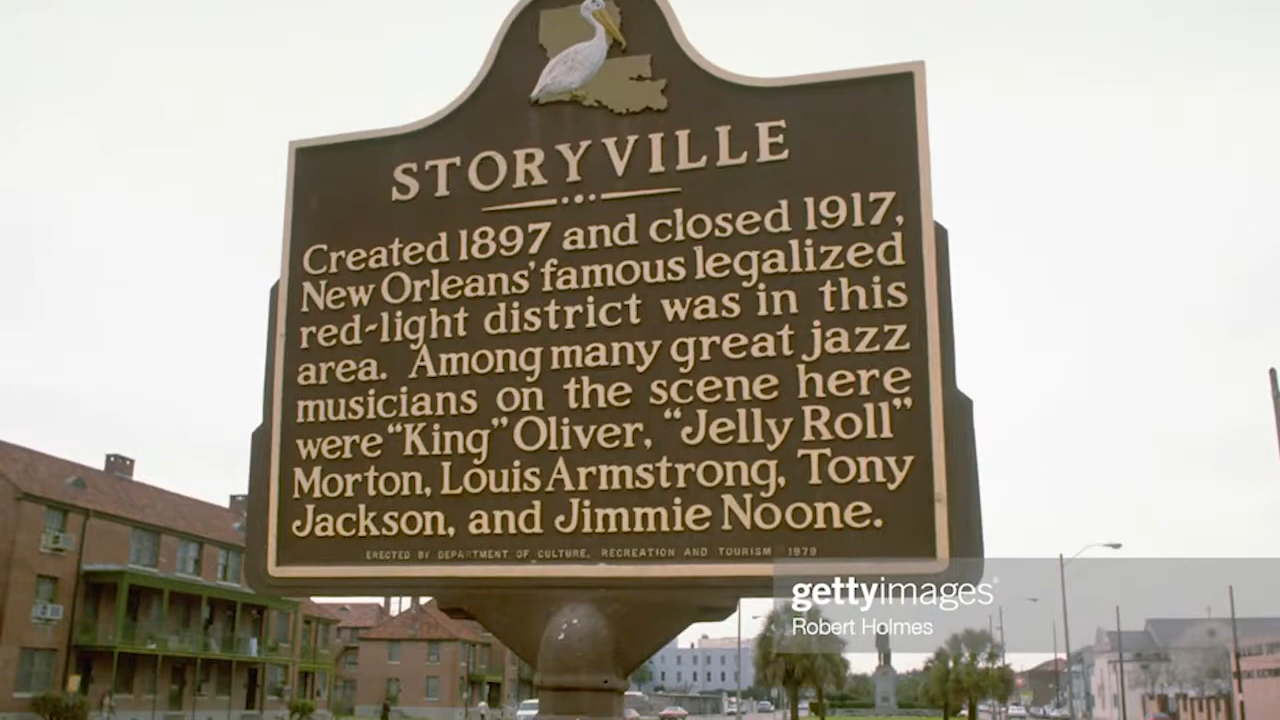 STORYVILLE
Created 1897 and closed 1917,
New Orleans' famous legalized
red-light district was in this
area. Among many great jazz
musicians on the scene here
were "King" Oliver, "Jelly Roll"
Morton, Louis Armstrong, Tony
Jackson, and Jimmie Noone.
ERECTED BY DEPARTMENT OF CULTURE, RECREATION AND TOURISM 1979
gettyimages
Robert Holmes